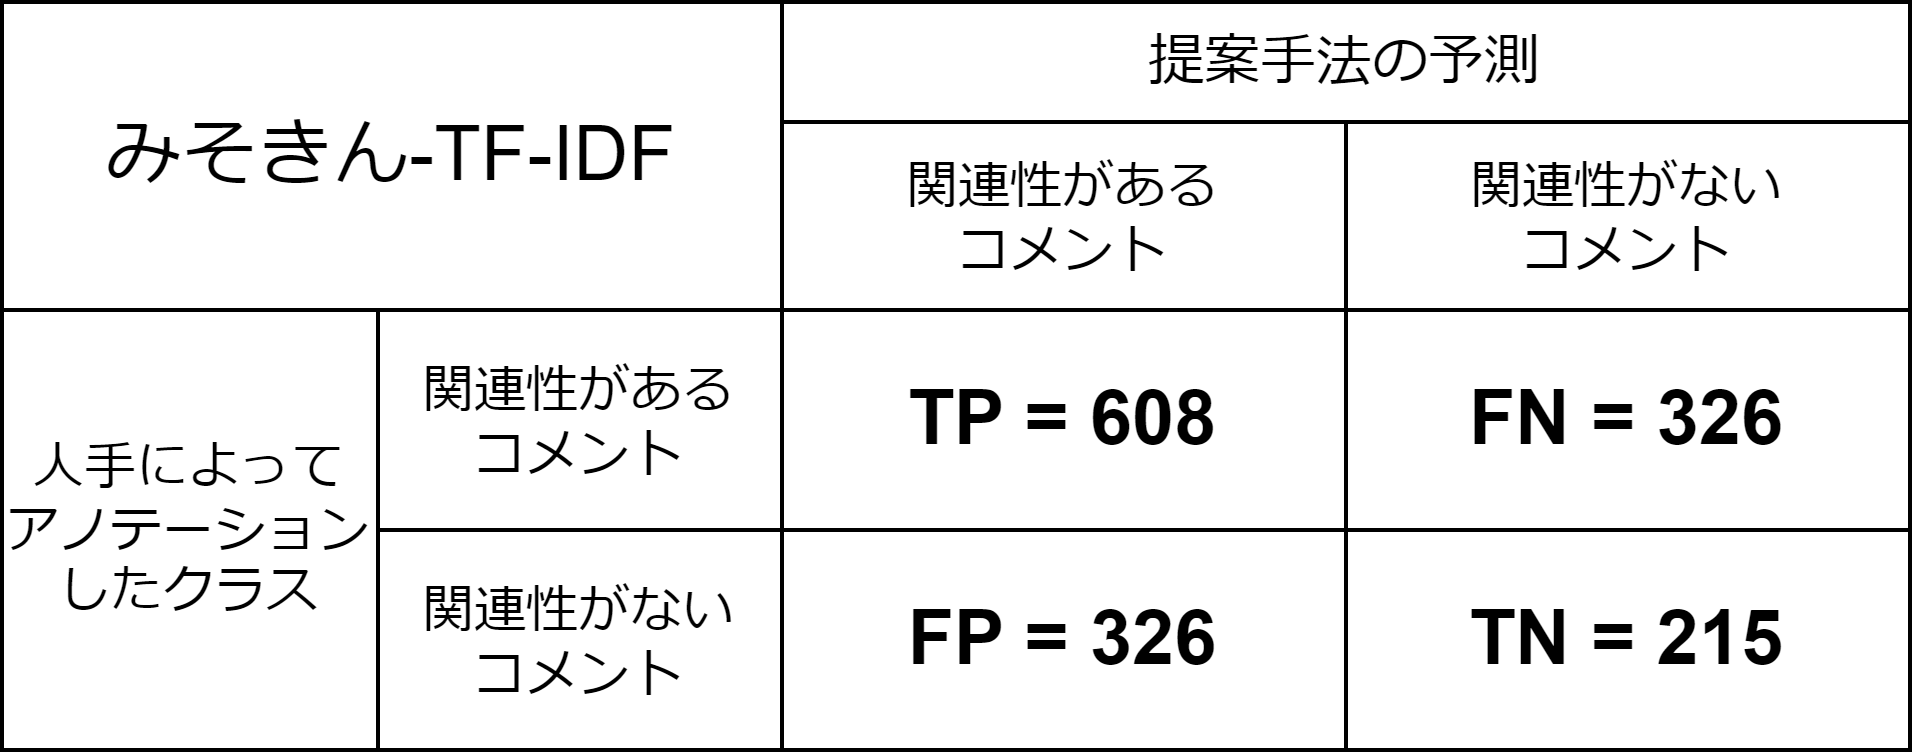 みそきん-TF-IDF
提案手法の予測
関連性がある
コメント
関連性がない
コメント
人手によって
アノテーション
したクラス
関連性がある
コメント
TP = 608
FN = 326
関連性がない
コメント
FP = 326
TN = 215